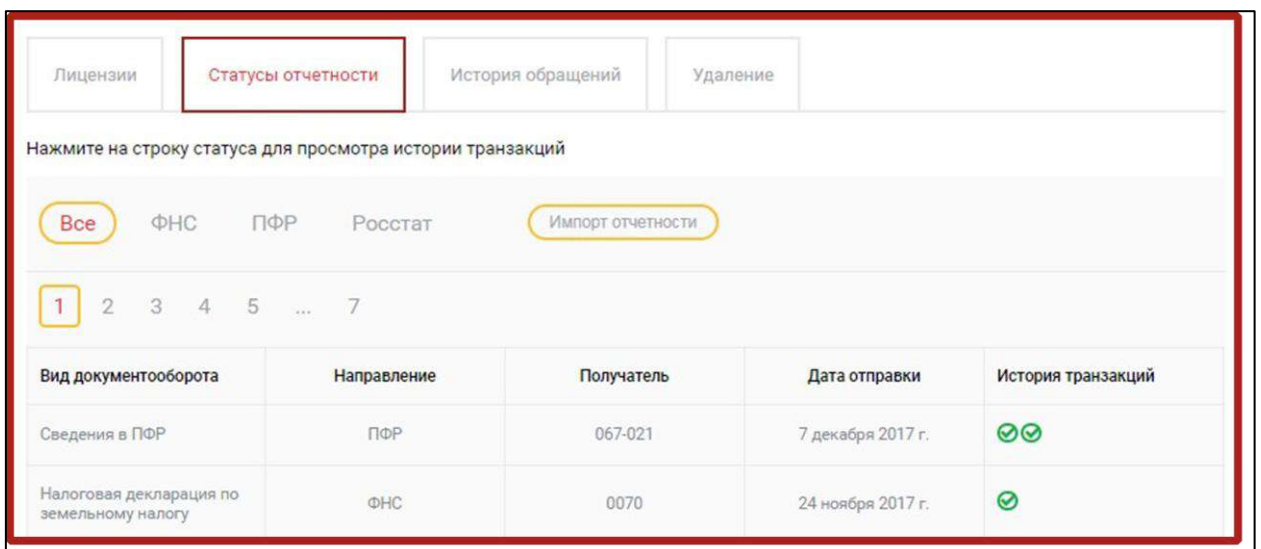 Лицензии Статусы отчетности История обращений Удаление
Нажмите на строку статуса для просмотра истории транзакций
Все ФНС ПФР Росстат Импорт отчетности
1 2 3 4 5 ... 7
Вид документооборота Направление Получатель Дата отправки История транзакций
Сведения в ПФР ПФР 067-021 7 декабря 2017 г.
Налоговая декларация по
земельному налогу ФНС 0070 24 ноября 2017 г.